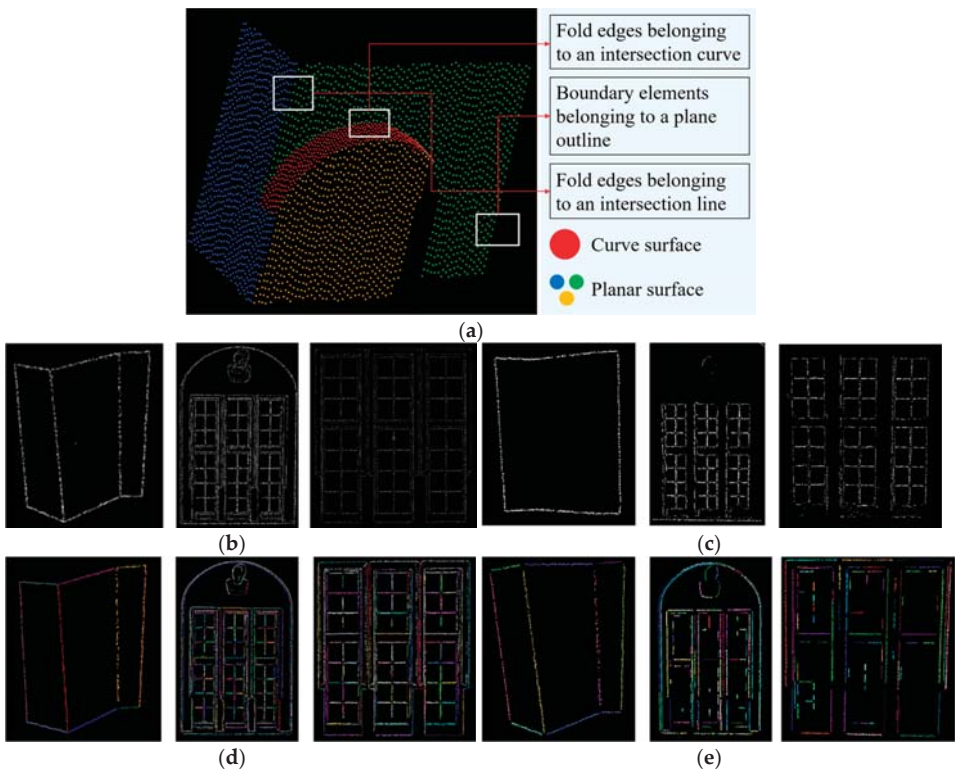 Fold edges belonging
to an intersection curve
Boundary elements
belonging to a plane
outline
Fold edges belonging
to an intersection line
Curve surface
Planar surface
(a)
(b)
(c)
(d)
(e)